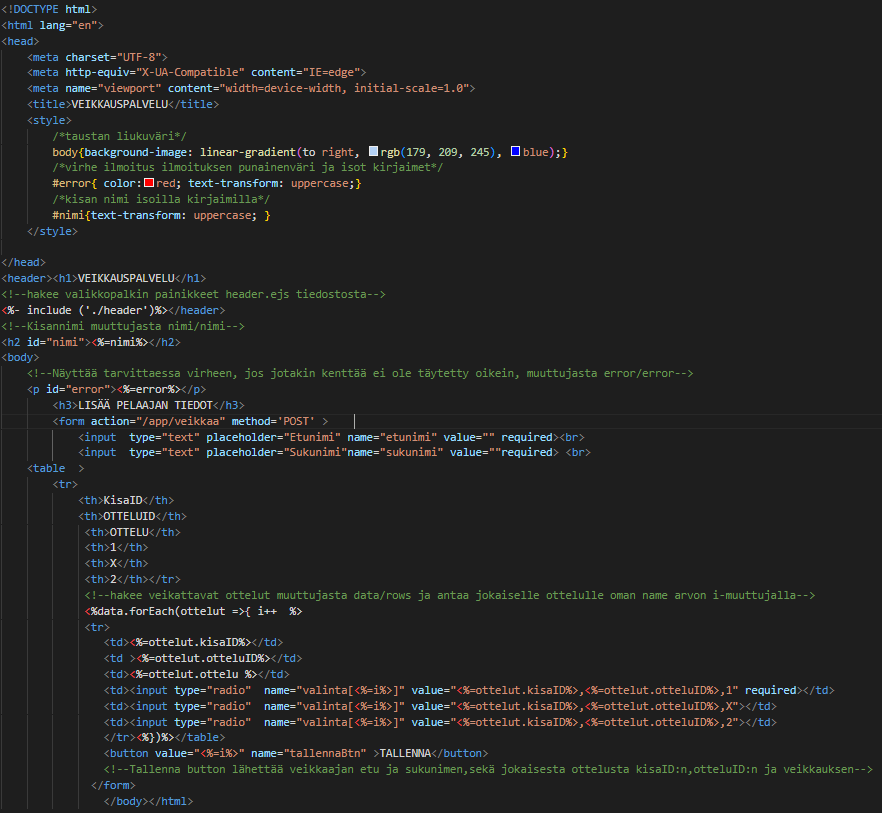 <!DOCTYPE html>
<html lang="en">
<head>
    <meta charset="UTF-8">
    <meta http-equiv="X-UA-Compatible" content="IE=edge">
    <meta name="viewport" content="width=device-width, initial-scale=1.0">
    <title>VEIKKAUSPALVELU</title>
    <style>
        /*taustan liukuväri*/
        body{background-image: linear-gradient(to right, rgb(179, 209, 245), blue);}
        /*virhe ilmoitus ilmoituksen punainenväri ja isot kirjaimet*/
        #error{ color:red; text-transform: uppercase;}
        /*kisan nimi isoilla kirjaimilla*/
        #nimi{text-transform: uppercase; }
    </style>

</head>
<header><h1>VEIKKAUSPALVELU</h1>
<!--hakee valikkopalkin painikkeet header.ejs tiedostosta-->
<%- include ('./header')%></header>
<!--Kisannimi muuttujasta nimi/nimi-->
<h2 id="nimi"><%=nimi%></h2>
<body>
    <!--Näyttää tarvittaessa virheen, jos jotakin kenttää ei ole täytetty oikein, muuttujasta error/error-->
    <p id="error"><%=error%></p>
        <h3>LISÄÄ PELAAJAN TIEDOT</h3>
        <form action="/app/veikkaa" method='POST' >
            <input  type="text" placeholder="Etunimi" name="etunimi" value="" required><br>
            <input  type="text" placeholder="Sukunimi"name="sukunimi" value=""required> <br>
    <table  >
        <tr>
            <th>KisaID</th>
            <th>OTTELUID</th>
             <th>OTTELU</th>
             <th>1</th>
             <th>X</th>
             <th>2</th></tr>
             <!--hakee veikattavat ottelut muuttujasta data/rows ja antaa jokaiselle ottelulle oman name arvon i-muuttujalla-->
             <%data.forEach(ottelut =>{ i++  %>
             <tr>
                <td><%=ottelut.kisaID%></td>
                <td ><%=ottelut.otteluID%></td>
                <td><%=ottelut.ottelu %></td>
                <td><input type="radio"  name="valinta[<%=i%>]" value="<%=ottelut.kisaID%>,<%=ottelut.otteluID%>,1" required></td>
                <td><input type="radio"  name="valinta[<%=i%>]" value="<%=ottelut.kisaID%>,<%=ottelut.otteluID%>,X"></td>
                <td><input type="radio"  name="valinta[<%=i%>]" value="<%=ottelut.kisaID%>,<%=ottelut.otteluID%>,2"></td>
                </tr><%})%></table>
                <button value="<%=i%>" name="tallennaBtn" >TALLENNA</button>
                <!--Tallenna button lähettää veikkaajan etu ja sukunimen,sekä jokaisesta ottelusta kisaID:n,otteluID:n ja veikkauksen-->
              </form>
                </body></html>